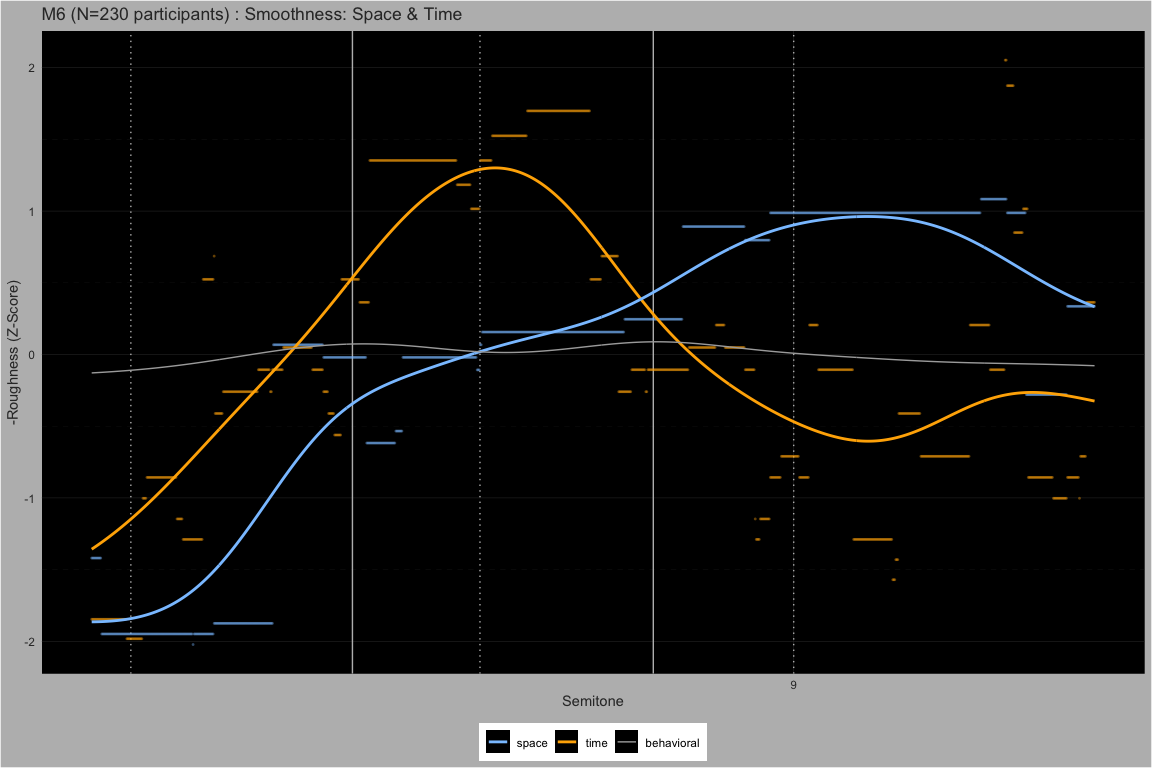 M6 (N=230 participants) : Smoothness: Space & Time
-Roughness (Z-Score)
2
1
0
-1
-2
9
Semitone
space time behavioral